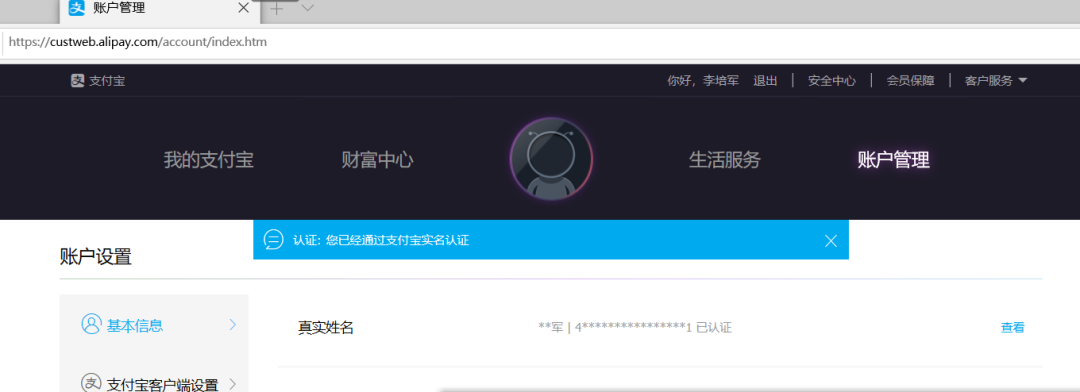 账户管理
https://custweb.alipay.com/account/index.htm
支付宝 你好，李培军 退出 | 安全中心 | 会员保障 | 客户服务
我的支付宝 财富中心 生活服务 账户管理
认证：您已经通过支付宝实名认证
账户设置
基本信息
真实姓名 **军 | 4****************1 已认证 查看
支付宝客户端设置